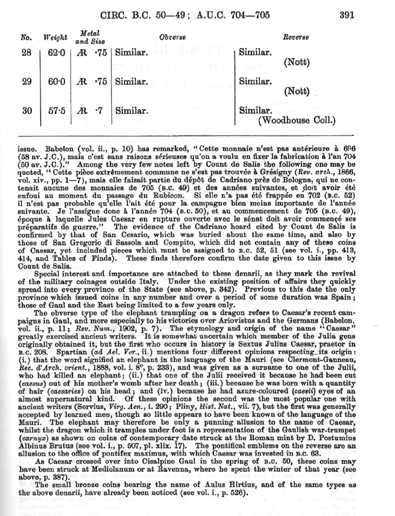 CIRC. B.C. 50—49; A.U.C. 704—705 391
No. Weight Metal and Size Obverse Reverse
28 62·0 Æ ·75 Similar. Similar.
(Nott)
29 60·0 Æ ·75 Similar. Similar.
(Nott)
30 57·5 Æ ·7 Similar. Similar.
(Woodhouse Coll.)
issue. Babelon (vol. ii., p. 10) has remarked, "Cette monnaie n'est pas antérieure à 696
(58 av. J.C.), mais c'est sans raisons sérieuses qu'on a voulu en fixer la fabrication à l'an 704
(50 av. J.C.)." Among the very few notes left by Count de Salis the following one may be
quoted, "Cette pièce extrêmement commune ne s'est pas trouvée à Grésigny (Rev. arch., 1866,
vol. xiv., pp. 1—7), mais elle faisait partie du dépôt de Cadriano près de Bologna, qui ne con-
tenait aucune des monnaies de 705 (B.C. 49) et des années suivantes, et doit avoir été
enfoui au moment du passage du Rubicon. Si elle n'a pas été frappée en 702 (B.C. 52)
il n'est pas probable qu'elle l'ait été pour la campagne bien moins importante de l'année
suivante. Je l'assigne donc à l'année 704 (B.C. 50), et au commencement de 705 (B.C. 49),
époque à laquelle Jules Caesar en rupture ouverte avec le sénat doit avoir commencé ses
préparatifs de guerre." The evidence of the Cadriano hoard cited by Count de Salis is
confirmed by that of San Cesario, which was buried about the same time, and also by
those of San Gregorio di Sassola and Compito, which did not contain any of these coins
of Caesar, yet included pieces which must be assigned to B.C. 52, 51 (see vol. i., pp. 413,
414, and Tables of Finds). These finds therefore confirm the date given to this issue by
Count de Salis.
Special interest and importance are attached to these denarii, as they mark the revival
of the military coinages outside Italy. Under the existing position of affairs they quickly
spread into every province of the State (see above, p. 342). Previous to this date the only
province which issued coins in any number and over a period of some duration was Spain;
those of Gaul and the East being limited to a few years only.
The obverse type of the elephant trampling on a dragon refers to Caesar's recent cam-
paigns in Gaul, and more especially to his victories over Ariovistus and the Germans (Babelon,
vol. ii., p. 11; Rev. Num., 1902, p. 7). The etymology and origin of the name "Caesar"
greatly exercised ancient writers. It is somewhat uncertain which member of the Julia gens
originally obtained it, but the first who occurs in history is Sextus Julius Caesar, praetor in
B.C. 208. Spartian (ad Ael. Ver., ii.) mentions four different opinions respecting its origin:
(i.) that the word signified an elephant in the language of the Mauri (see Clermont-Ganneau,
Rec. d'Arch. orient., 1888, vol. i. 8º, p. 233), and was given as a surname to one of the Julii,
who had killed an elephant; (ii.) that one of the Julii received it because he had been cut
(caesus) out of his mother's womb after her death; (iii.) because he was born with a quantity
of hair (caesaries) on his head; and (iv.) because he had azure-coloured (caesii) eyes of an
almost supernatural kind. Of these opinions the second was the most popular one with
ancient writers (Servius, Virg. Aen., i. 290; Pliny, Hist. Nat., vii. 7), but the first was generally
accepted by learned men, though so little appears to have been known of the language of the
Mauri. The elephant may therefore be only a punning allusion to the name of Caesar,
whilst the dragon which it tramples under foot is a representation of the Gaulish war-trumpet
(carnyx) as shown on coins of contemporary date struck at the Roman mint by D. Postumius
Albinus Brutus (see vol. i., p. 507, pl. xlix. 17). The pontifical emblems on the reverse are an
allusion to the office of pontifex maximus, with which Caesar was invested in B.C. 63.
As Caesar crossed over into Cisalpine Gaul in the spring of B.C. 50, these coins may
have been struck at Mediolanum or at Ravenna, where he spent the winter of that year (see
above, p. 387).
The small bronze coins bearing the name of Aulus Hirtius, and of the same types as
the above denarii, have already been noticed (see vol. i., p. 526).